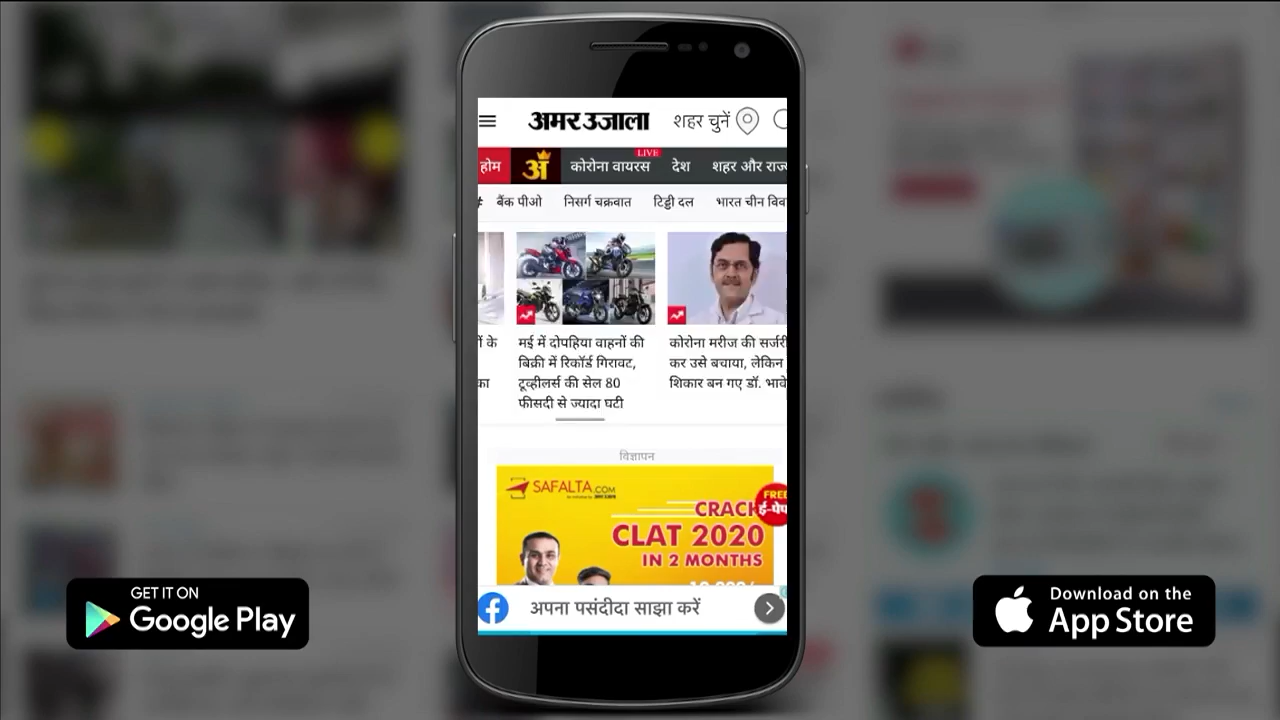 अमर उजाला
शहर चुनें
होम
अ
कोरोना वायरस
LIVE
देश
शहर और राज्
# बैंक पीओ
निसर्ग चक्रवात
टिड्डी दल
भारत चीन विवा
ों के
का
मई में दोपहिया वाहनों की
बिक्री में रिकॉर्ड गिरावट,
टूव्हीलर्स की सेल 80
फीसदी से ज्यादा घटी
कोरोना मरीज की सर्जरी
कर उसे बचाया, लेकिन
शिकार बन गए डॉ. भावे
विज्ञापन
SAFALTA.COM
CRACK
CLAT 2020
IN 2 MONTHS
FREE
ई-पेप
अपना पसंदीदा साझा करें
GET IT ON
Google Play
Download on the
App Store